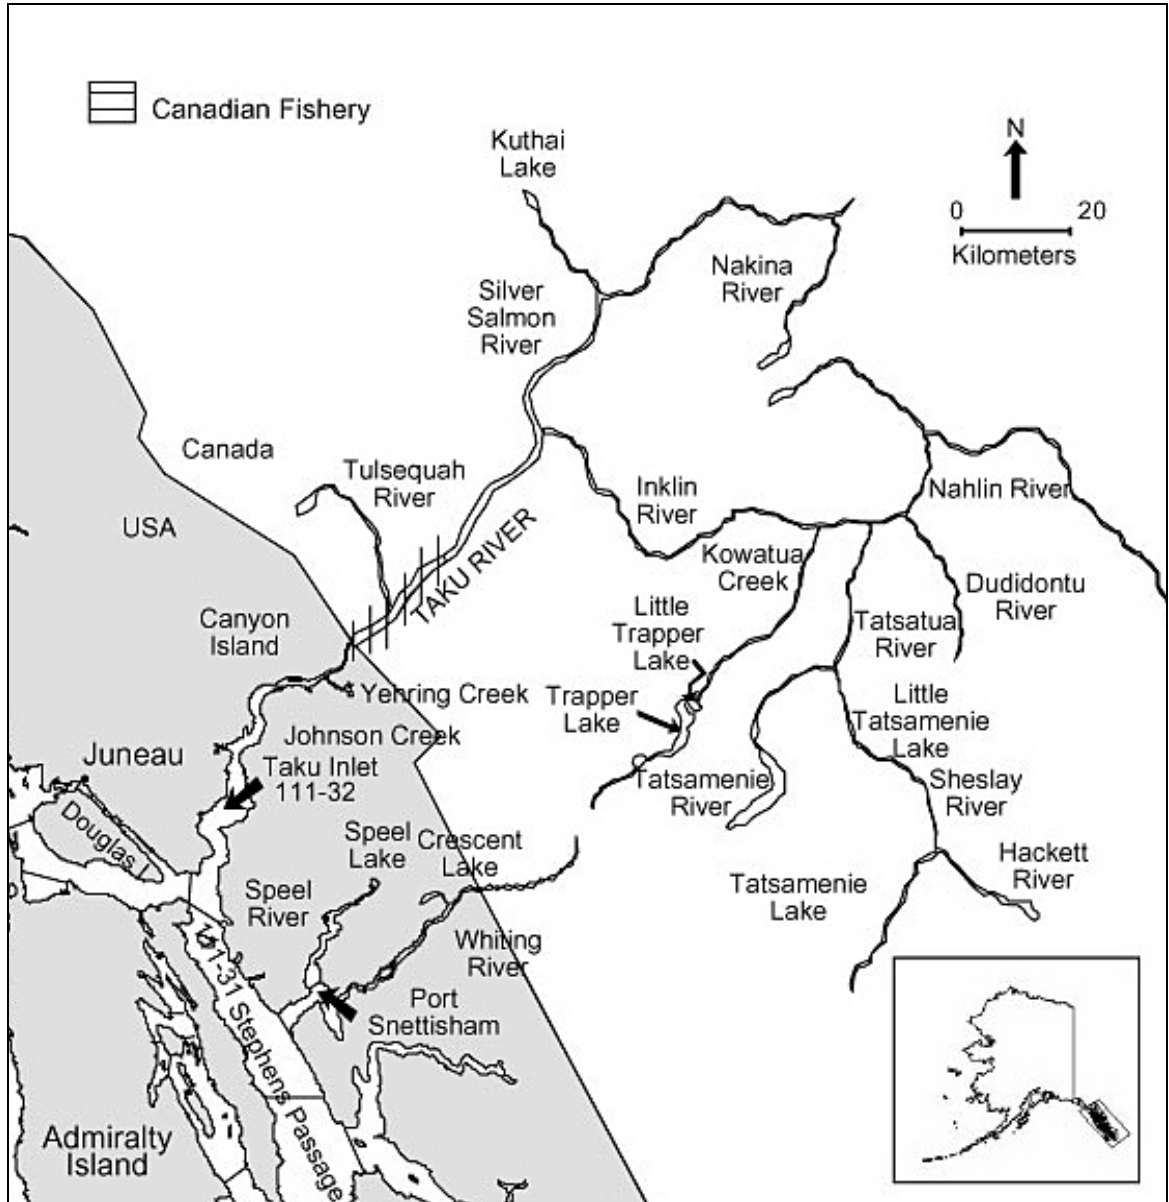 Canadian Fishery
Kuthai
Lake
N
0 20
Kilometers
Nakina
River
Silver
Salmon
River
Canada
Tulsequah
River
Inklin
River
Nahlin River
USA
TAKU RIVER
Kowatua
Creek
Dudidontu
River
Canyon
Island
Little
Trapper
Lake
Tatsatua
River
Yehring Creek
Trapper
Lake
Little
Tatsamenie
Lake
Johnson Creek
Juneau
Taku Inlet
111-32
Tatsamenie
River
Sheslay
River
Douglas
Speel
Lake
Crescent
Lake
Hackett
River
Speel
River
Tatsamenie
Lake
Whiting
River
Port
Snettisham
Stephens Passage
Admiralty
Island